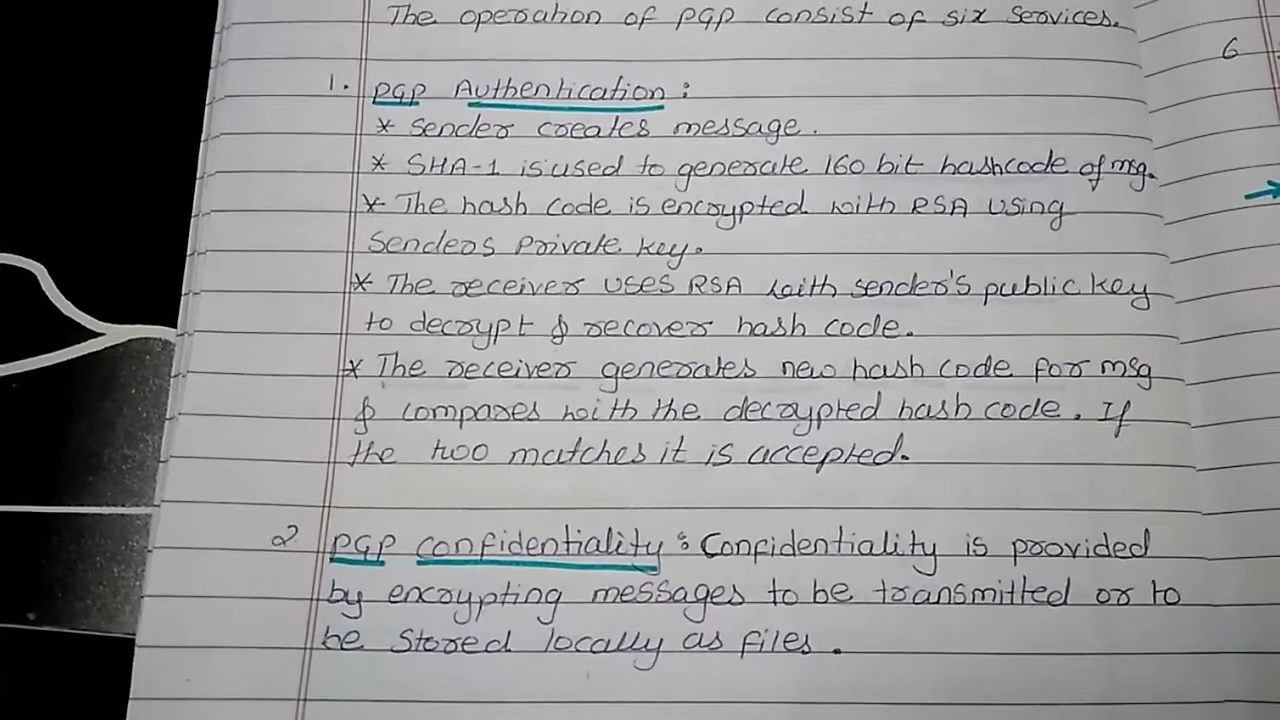 The operation of PGP consist of six services.
6
1. PGP Authentication :
* Sender creates message.
* SHA-1 is used to generate 160 bit hashcode of msg.
* The hash code is encrypted with RSA using
Senders Private key.
* The receiver uses RSA with sender's public key
to decrypt & recover hash code.
* The receiver generates new hash code for msg
& compares with the decrypted hash code. If
the two matches it is accepted.
2. PGP Confidentiality : Confidentiality is provided
by encrypting messages to be transmitted or to
be stored locally as files.